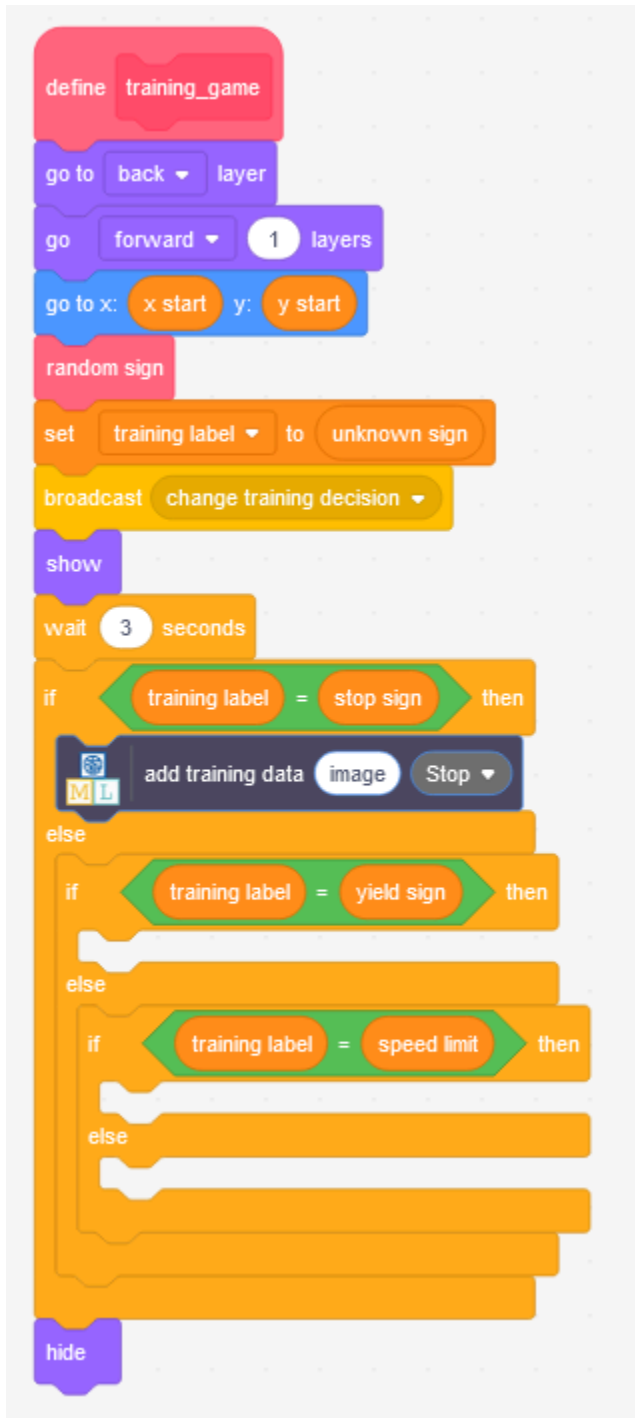 define training_game
go to back layer
go forward 1 layers
go to x: x start y: y start
random sign
set training label to unknown sign
broadcast change training decision
show
wait 3 seconds
if training label = stop sign then
ML add training data image Stop
else
if training label = yield sign then
else
if training label = speed limit then
else
hide